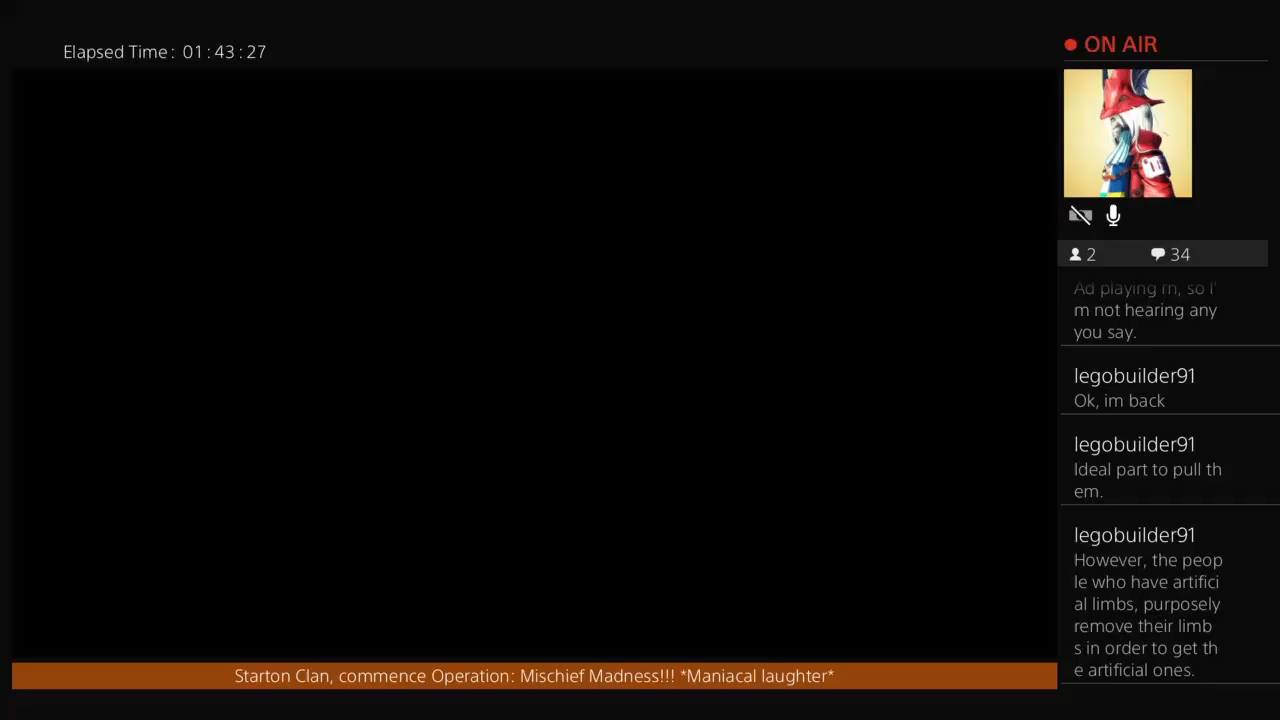 Elapsed Time: 01:43:27
ON AIR
2 34
Ad playing rn, so I'
m not hearing any
you say.
legobuilder91
Ok, im back
legobuilder91
Ideal part to pull th
em.
legobuilder91
However, the peop
le who have artifici
al limbs, purposely
remove their limb
s in order to get th
e artificial ones.
Starton Clan, commence Operation: Mischief Madness!!! *Maniacal laughter*